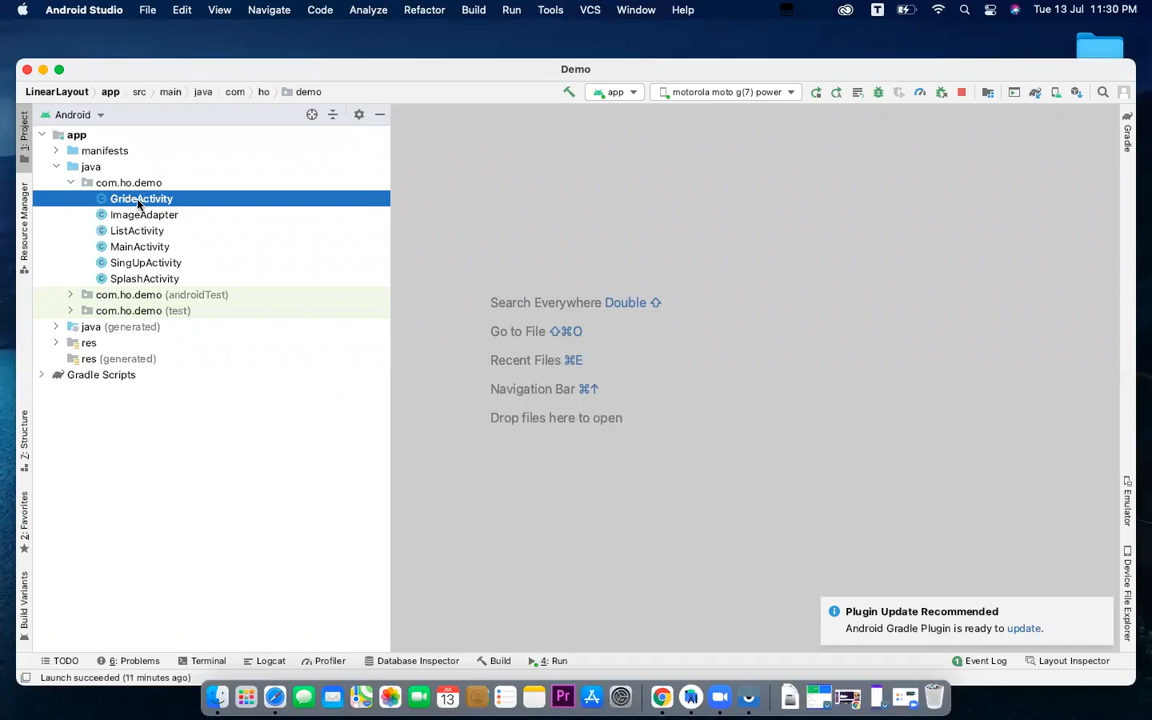 Android Studio File Edit View Navigate Code Analyze Refactor Build Run Tools VCS Window Help T Tue 13 Jul 11:30 PM
Demo
LinearLayout app src main java com ho demo app motorola moto g(7) power
1: Project
Android
app
manifests
java
com.ho.demo
C GrideActivity
C ImageAdapter
C ListActivity
C MainActivity
C SingUpActivity
C SplashActivity
com.ho.demo (androidTest)
com.ho.demo (test)
java (generated)
res
res (generated)
Gradle Scripts
Resource Manager
Z: Structure
2: Favorites
Build Variants
Search Everywhere Double ⇧
Go to File ⇧⌘O
Recent Files ⌘E
Navigation Bar ⌘↑
Drop files here to open
Gradle
Emulator
Device File Explorer
Plugin Update Recommended
Android Gradle Plugin is ready to update.
TODO 6: Problems Terminal Logcat Profiler Database Inspector Build 4: Run Event Log Layout Inspector
Launch succeeded (11 minutes ago)
13 Pr